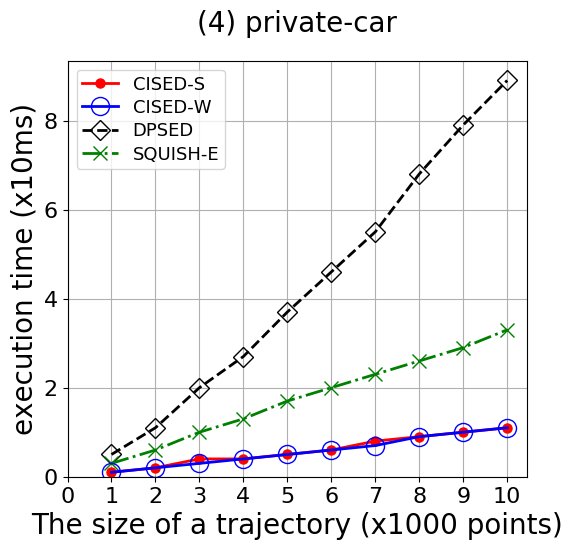 (4) private-car
CISED-S
CISED-W
DPSED
SQUISH-E
execution time (x10ms)
8
6
4
2
0
0 1 2 3 4 5 6 7 8 9 10
The size of a trajectory (x1000 points)